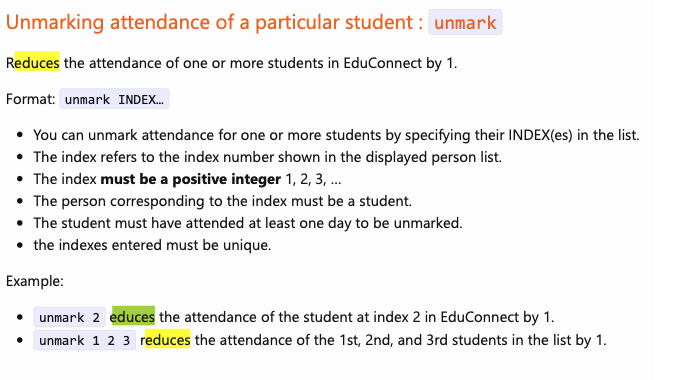 Unmarking attendance of a particular student : unmark
Reduces the attendance of one or more students in EduConnect by 1.
Format: unmark INDEX…
• You can unmark attendance for one or more students by specifying their INDEX(es) in the list.
• The index refers to the index number shown in the displayed person list.
• The index must be a positive integer 1, 2, 3, …
• The person corresponding to the index must be a student.
• The student must have attended at least one day to be unmarked.
• the indexes entered must be unique.
Example:
• unmark 2 educes the attendance of the student at index 2 in EduConnect by 1.
• unmark 1 2 3 reduces the attendance of the 1st, 2nd, and 3rd students in the list by 1.